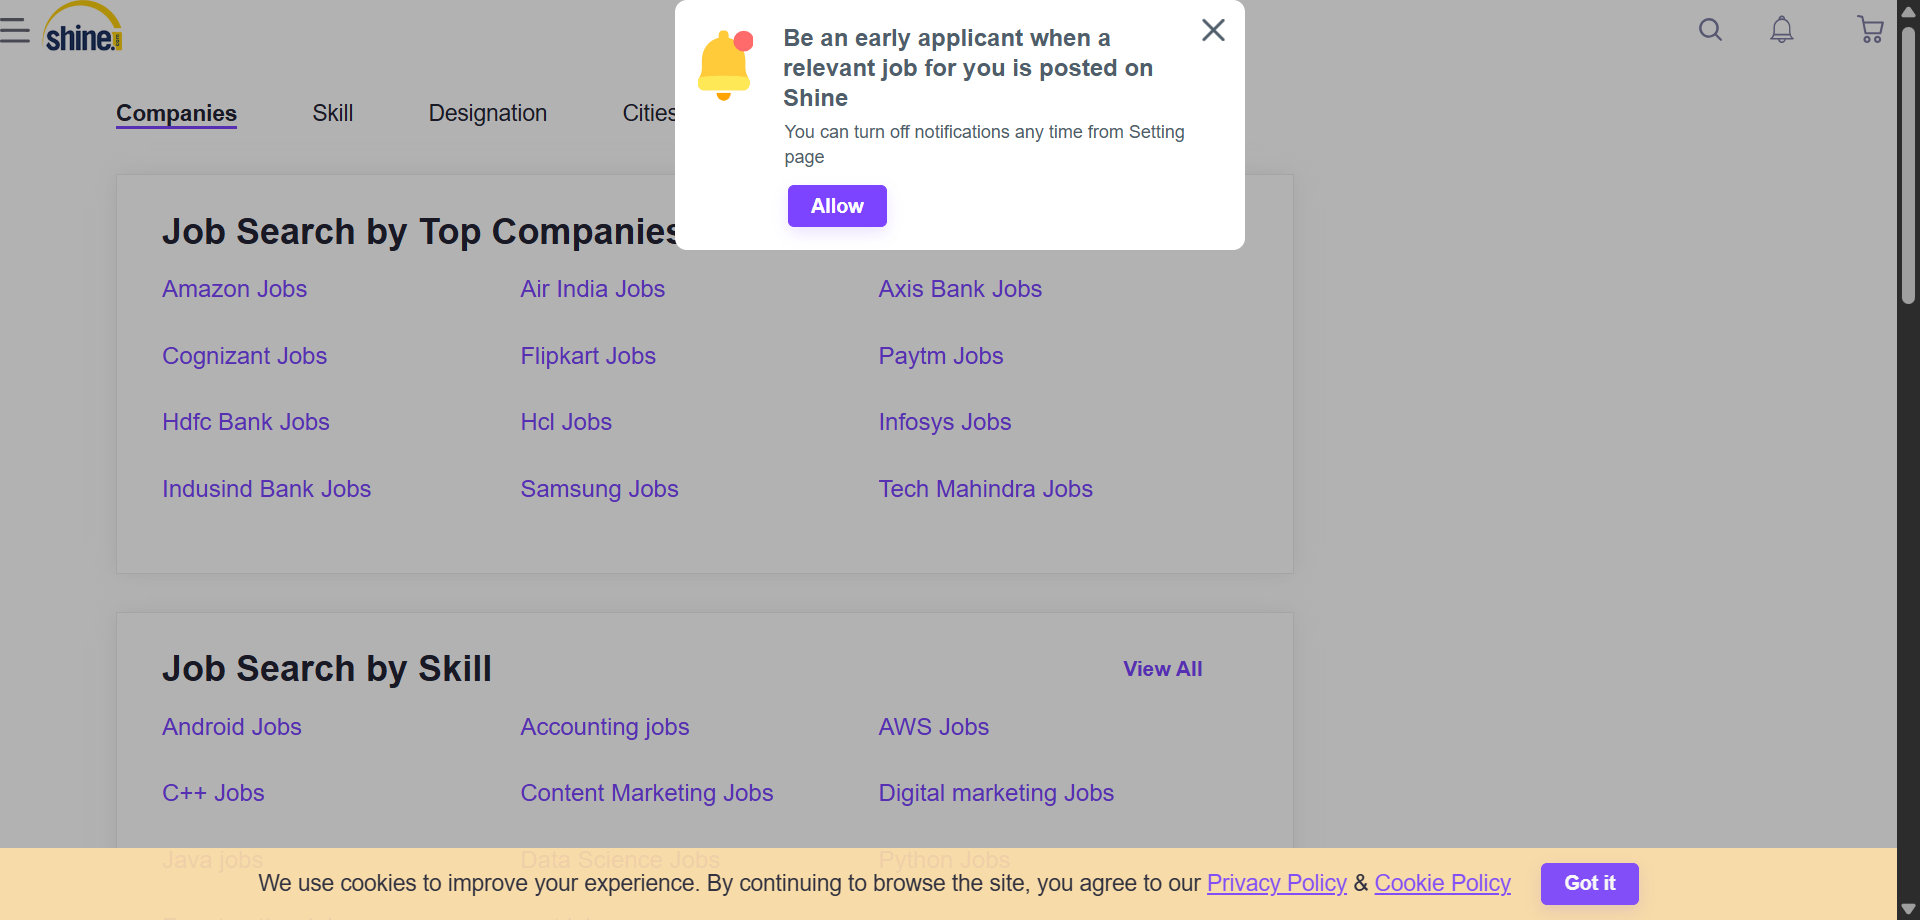 shine.com
Be an early applicant when a
relevant job for you is posted on
Shine
You can turn off notifications any time from Setting
page
Allow
Companies
Skill
Designation
Cities
Job Search by Top Companies
Amazon Jobs
Air India Jobs
Axis Bank Jobs
Cognizant Jobs
Flipkart Jobs
Paytm Jobs
Hdfc Bank Jobs
Hcl Jobs
Infosys Jobs
Indusind Bank Jobs
Samsung Jobs
Tech Mahindra Jobs
Job Search by Skill
View All
Android Jobs
Accounting jobs
AWS Jobs
C++ Jobs
Content Marketing Jobs
Digital marketing Jobs
Java jobs
Data Science Jobs
Python Jobs
We use cookies to improve your experience. By continuing to browse the site, you agree to our Privacy Policy & Cookie Policy
Got it